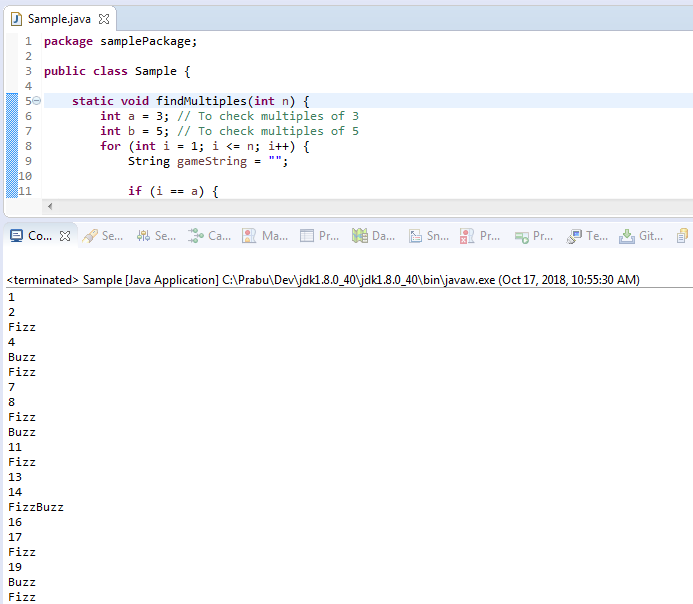 Sample.java
1 package samplePackage;
2
3 public class Sample {
4
5 static void findMultiples(int n) {
6 int a = 3; // To check multiples of 3
7 int b = 5; // To check multiples of 5
8 for (int i = 1; i <= n; i++) {
9 String gameString = "";
10
11 if (i == a) {
Co... Se... Se... Ca... Ma... Pr... Da... Sn... Pr... Pr... Te... Git...
<terminated> Sample [Java Application] C:\Prabu\Dev\jdk1.8.0_40\jdk1.8.0_40\bin\javaw.exe (Oct 17, 2018, 10:55:30 AM)
1
2
Fizz
4
Buzz
Fizz
7
8
Fizz
Buzz
11
Fizz
13
14
FizzBuzz
16
17
Fizz
19
Buzz
Fizz